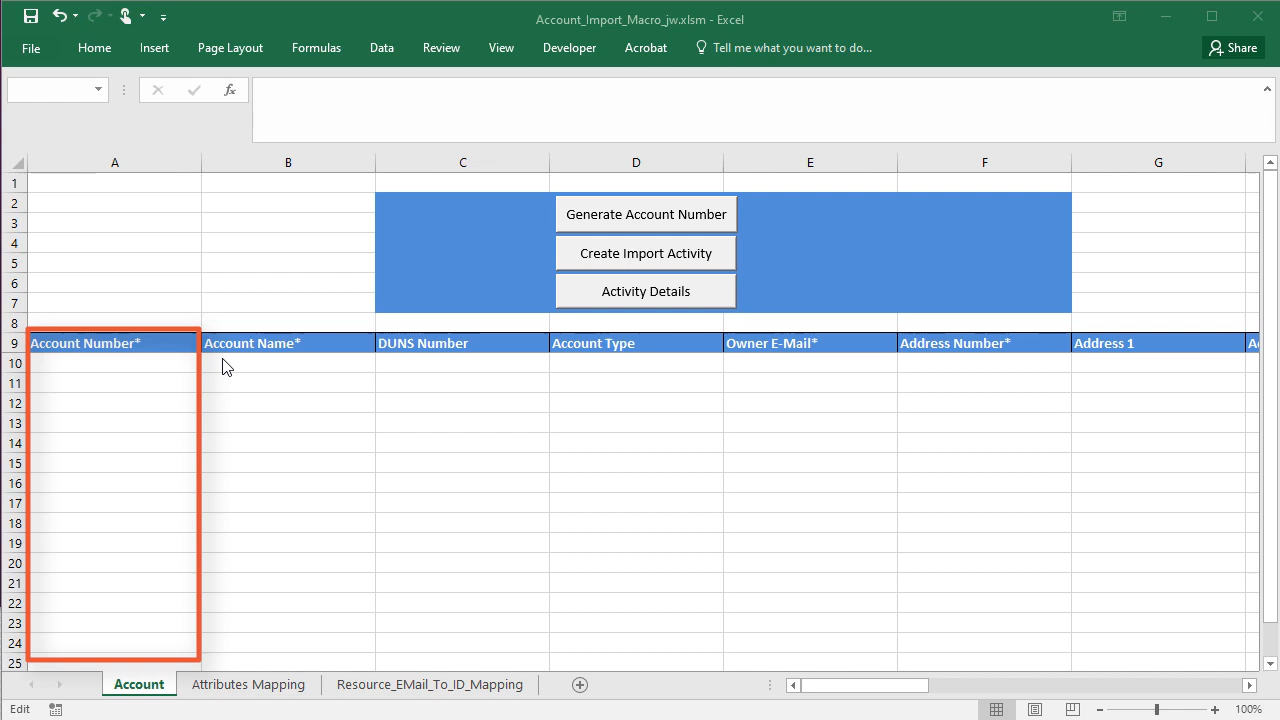 Account_Import_Macro_jw.xlsm - Excel
File Home Insert Page Layout Formulas Data Review View Developer Acrobat Tell me what you want to do... Share
fx
A B C D E F G
1
2
Generate Account Number
3
4
Create Import Activity
5
6
Activity Details
7
8
9 Account Number* Account Name* DUNS Number Account Type Owner E-Mail* Address Number* Address 1
10
11
12
13
14
15
16
17
18
19
20
21
22
23
24
25
Account Attributes Mapping Resource_EMail_To_ID_Mapping
Edit 100%